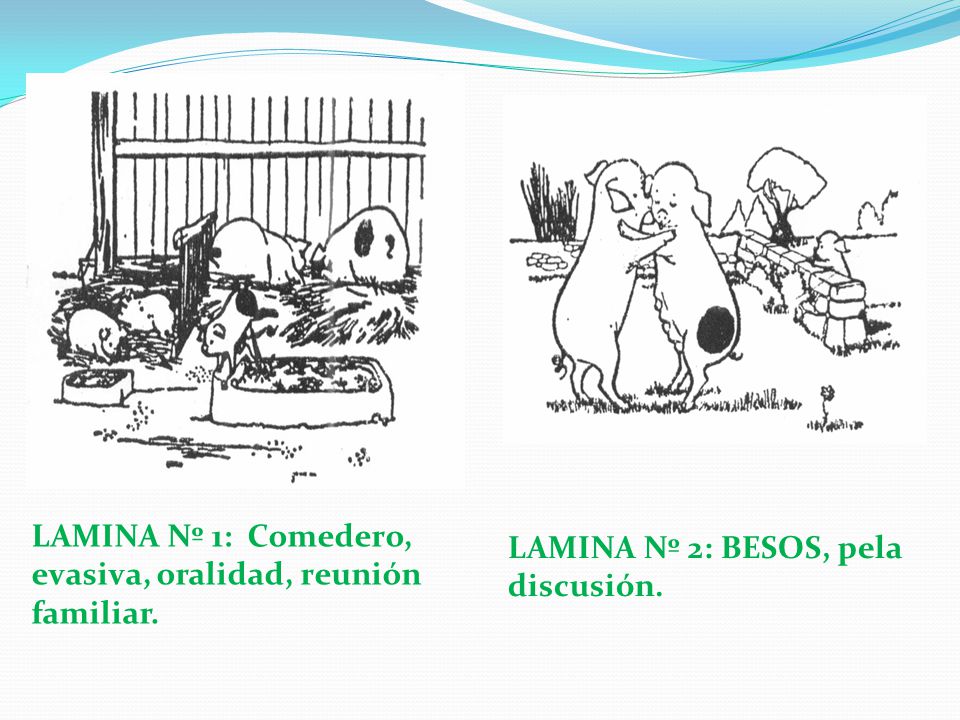 LAMINA Nº 1:  Comedero,
evasiva, oralidad, reunión
familiar.
LAMINA Nº 2: BESOS, pela
discusión.